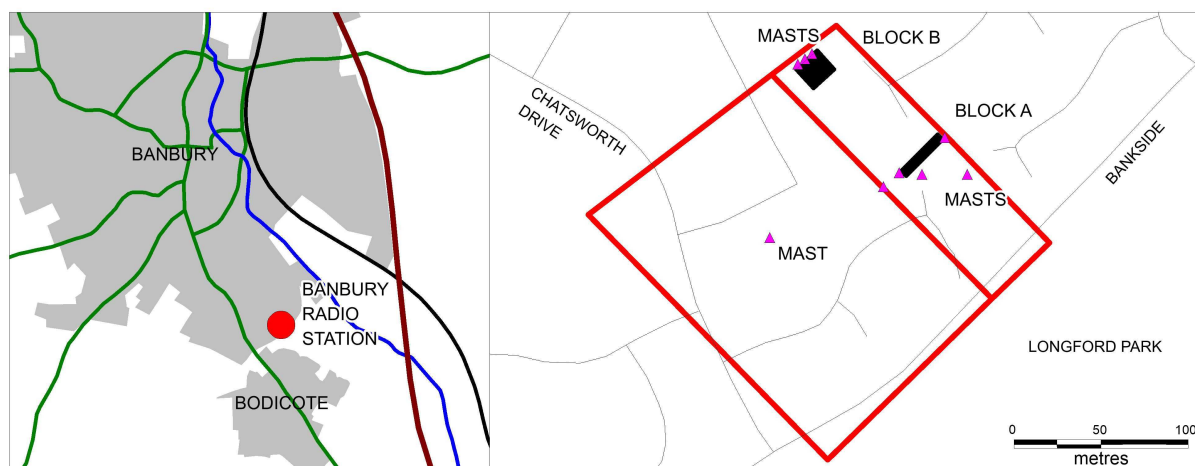 BANBURY
BANBURY
RADIO
STATION
BODICOTE
MASTS
BLOCK B
CHATSWORTH
DRIVE
BLOCK A
BANKSIDE
MASTS
MAST
LONGFORD PARK
0 50 100
metres